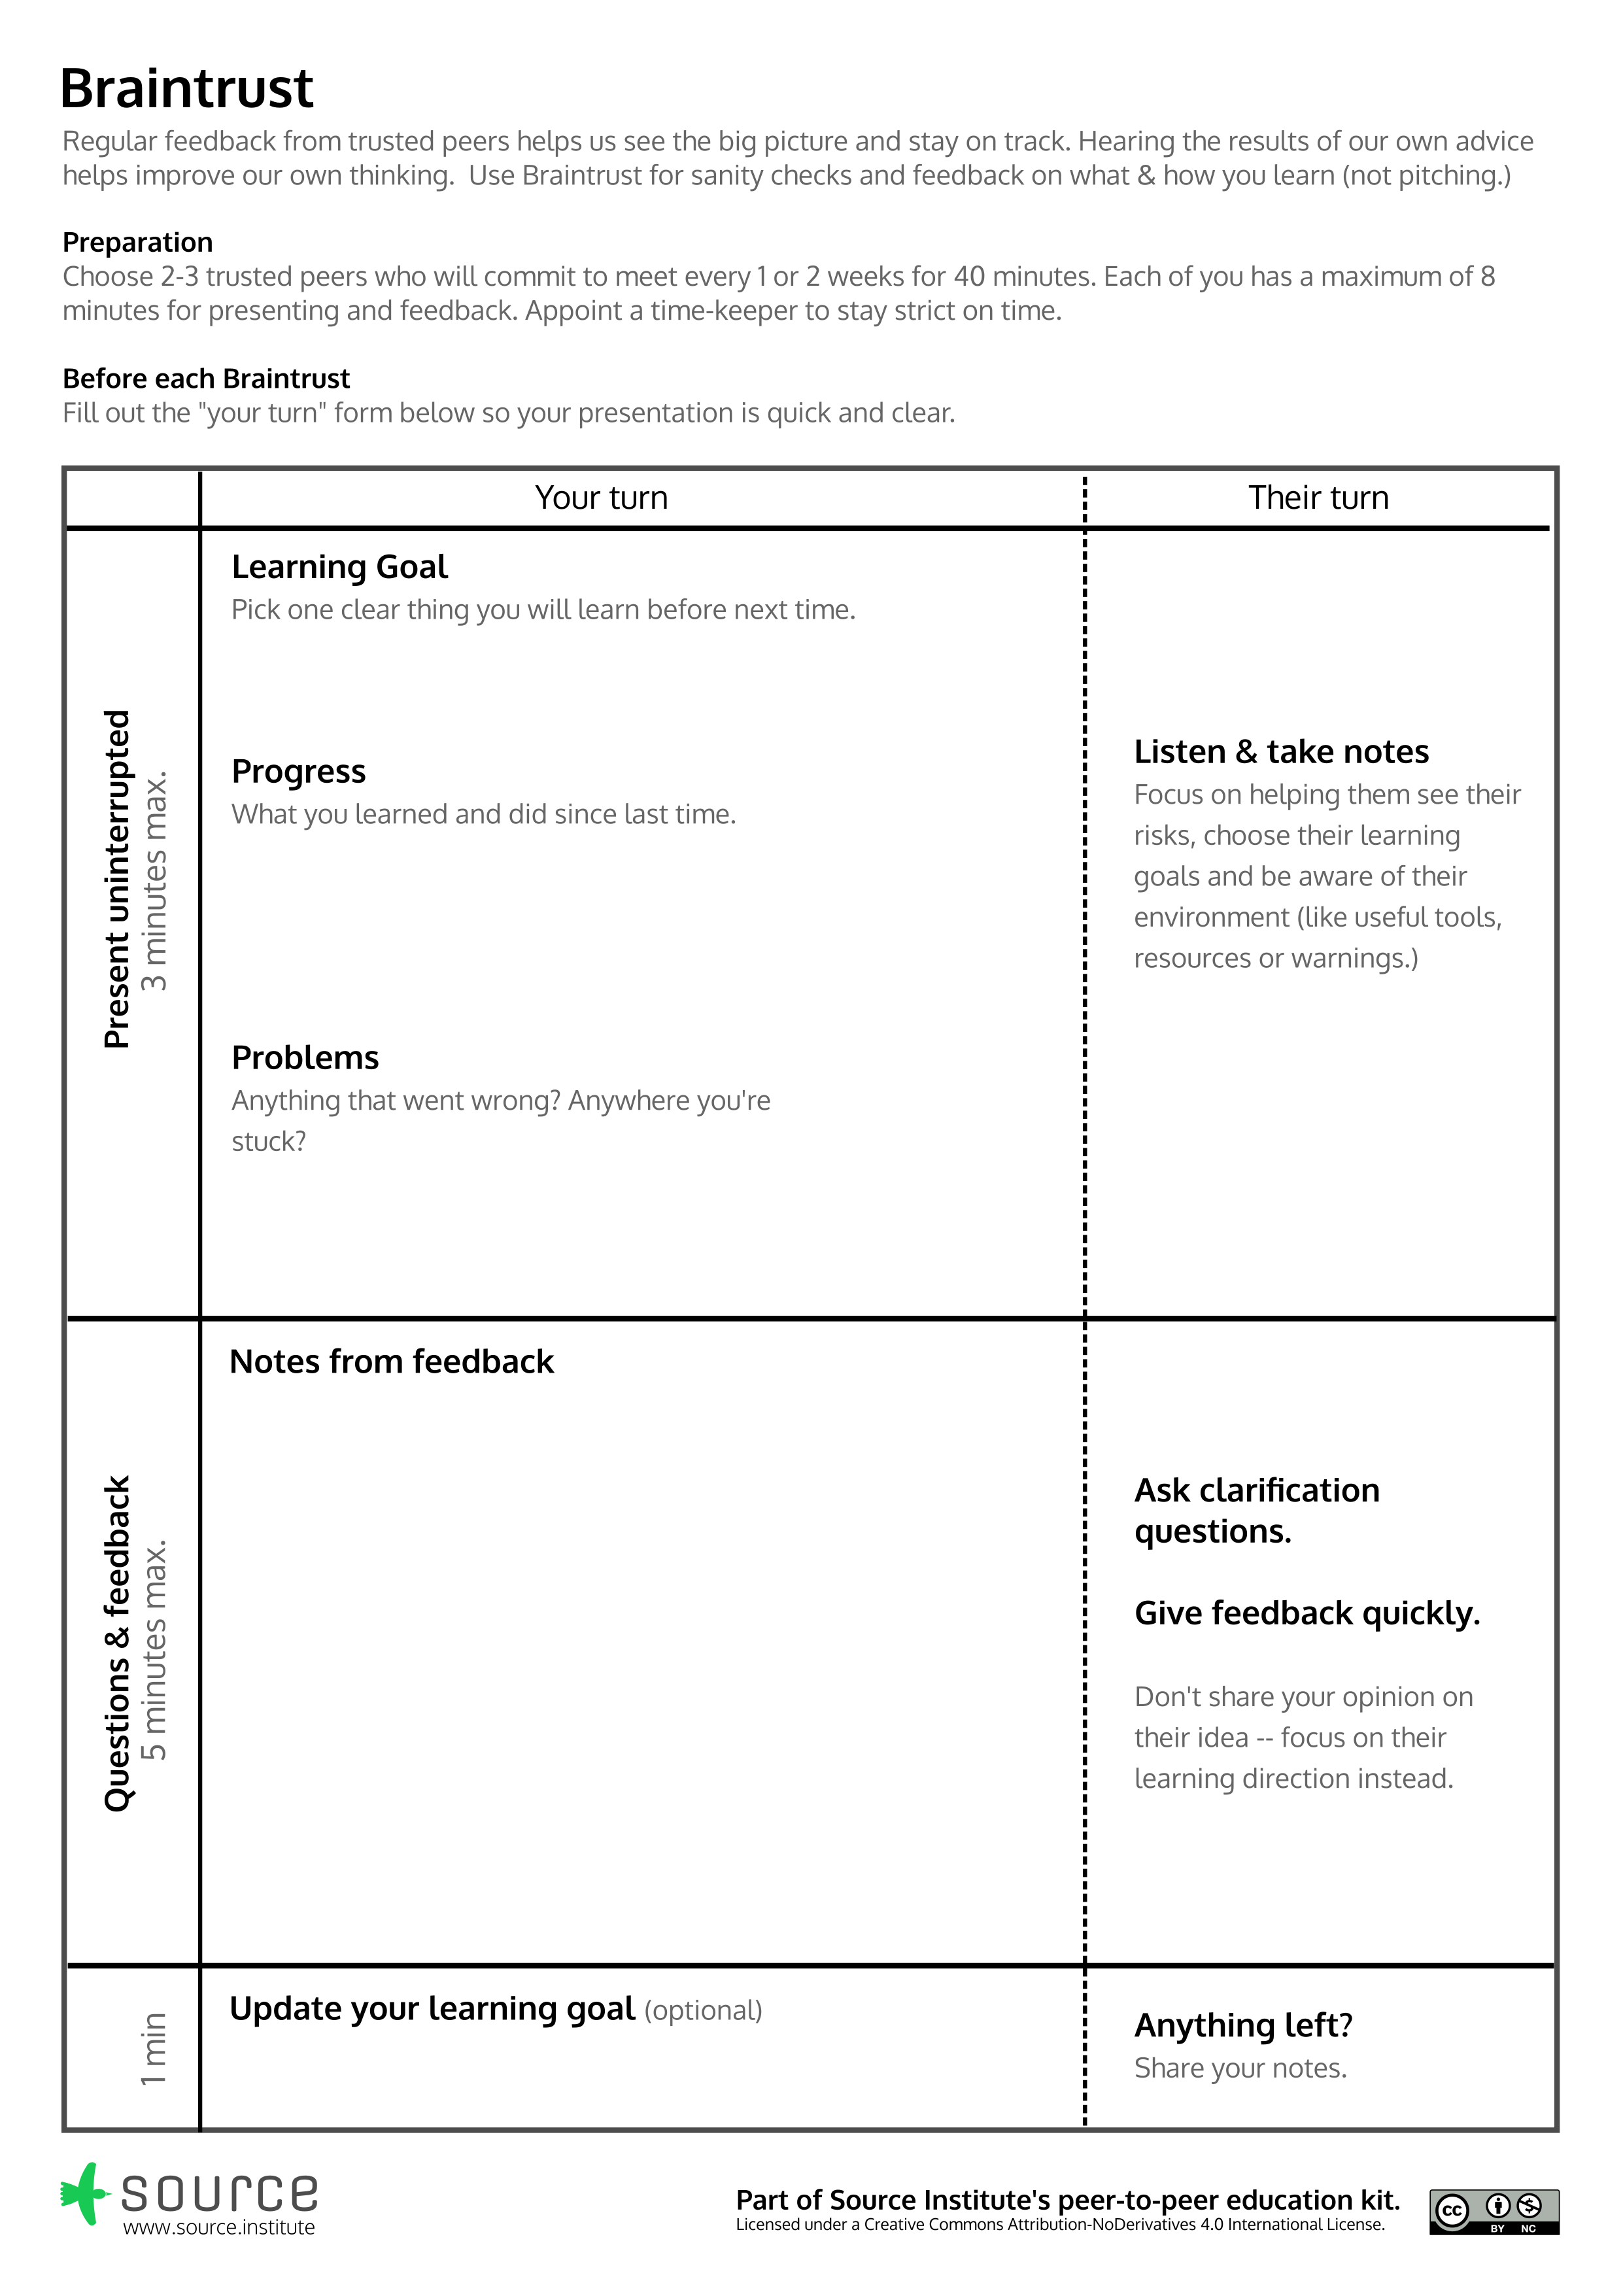 Braintrust
Regular feedback from trusted peers helps us see the big picture and stay on track. Hearing the results of our own advice
helps improve our own thinking.  Use Braintrust for sanity checks and feedback on what & how you learn (not pitching.)
Preparation
Choose 2-3 trusted peers who will commit to meet every 1 or 2 weeks for 40 minutes. Each of you has a maximum of 8
minutes for presenting and feedback. Appoint a time-keeper to stay strict on time.
Before each Braintrust
Fill out the "your turn" form below so your presentation is quick and clear.
Your turn
Their turn
Present uninterrupted
3 minutes max.
Learning Goal
Pick one clear thing you will learn before next time.
Progress
What you learned and did since last time.
Problems
Anything that went wrong? Anywhere you're
stuck?
Listen & take notes
Focus on helping them see their
risks, choose their learning
goals and be aware of their
environment (like useful tools,
resources or warnings.)
Questions & feedback
5 minutes max.
Notes from feedback
Ask clarification
questions.
Give feedback quickly.
Don't share your opinion on
their idea -- focus on their
learning direction instead.
1 min
Update your learning goal (optional)
Anything left?
Share your notes.
source
www.source.institute
Part of Source Institute's peer-to-peer education kit.
Licensed under a Creative Commons Attribution-NoDerivatives 4.0 International License.
cc
BY NC